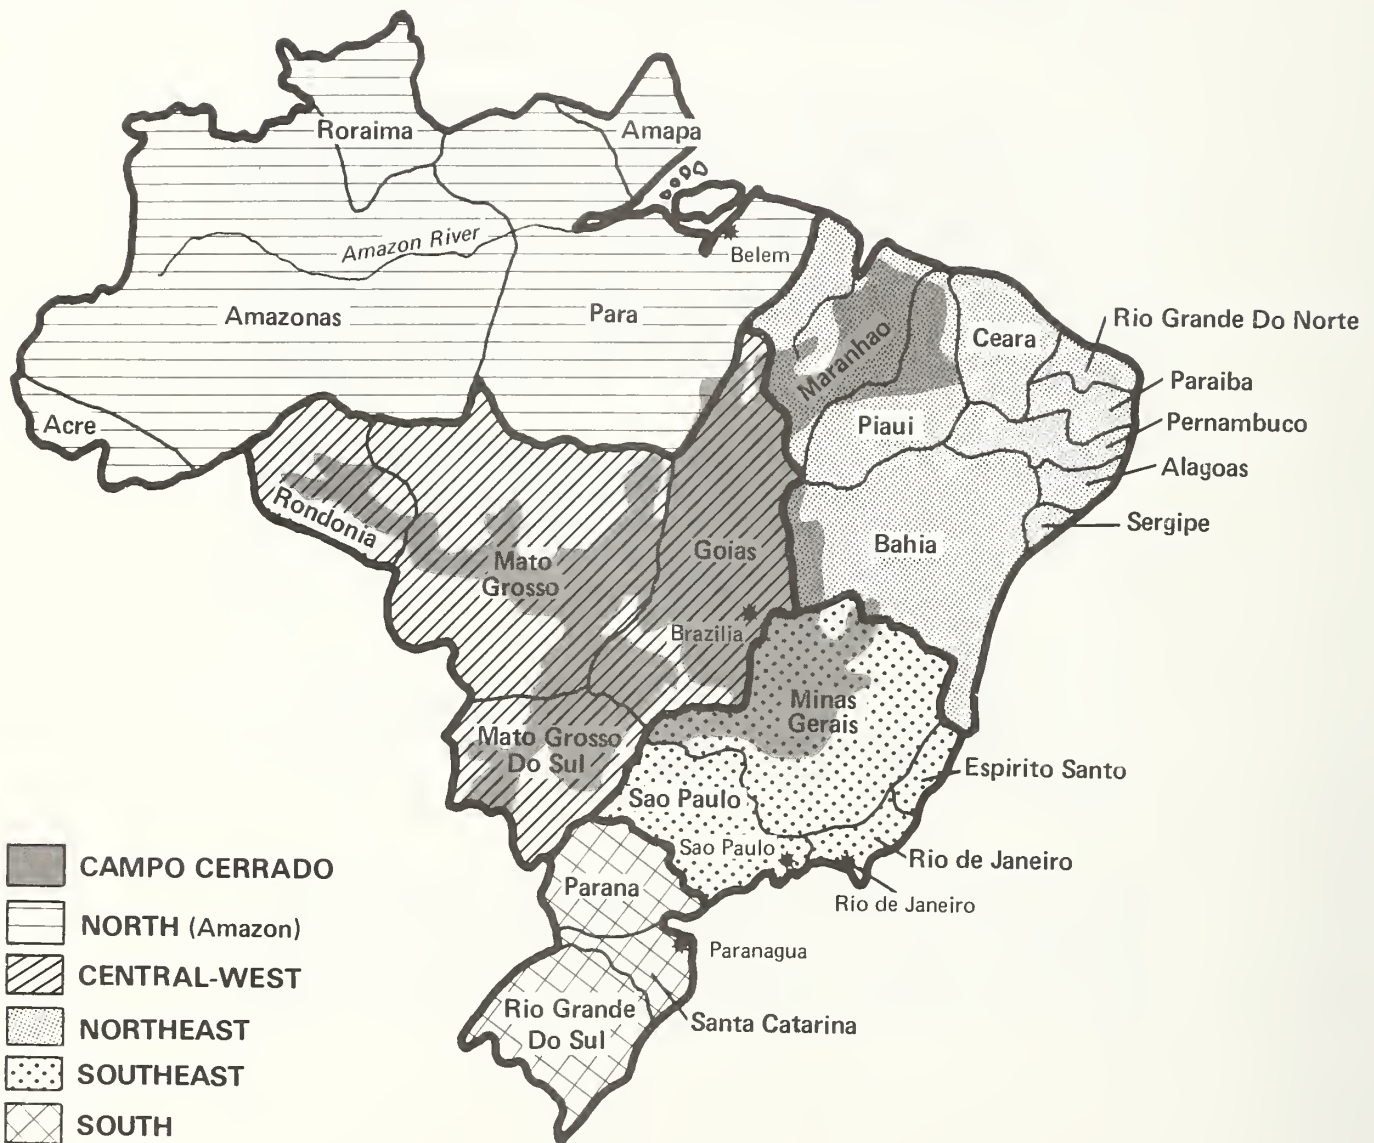 Roraima
Amapa
Amazon River
Belem
Amazonas
Para
Rio Grande Do Norte
Ceara
Maranhao
Paraiba
Acre
Piaui
Pernambuco
Alagoas
Rondonia
Sergipe
Bahia
Goias
Mato
Grosso
Brazilia
Minas
Gerais
Mato Grosso
Do Sul
Espirito Santo
Sao Paulo
Sao Paulo
Rio de Janeiro
Rio de Janeiro
Parana
Paranagua
Rio Grande
Do Sul
Santa Catarina
CAMPO CERRADO
NORTH (Amazon)
CENTRAL-WEST
NORTHEAST
SOUTHEAST
SOUTH